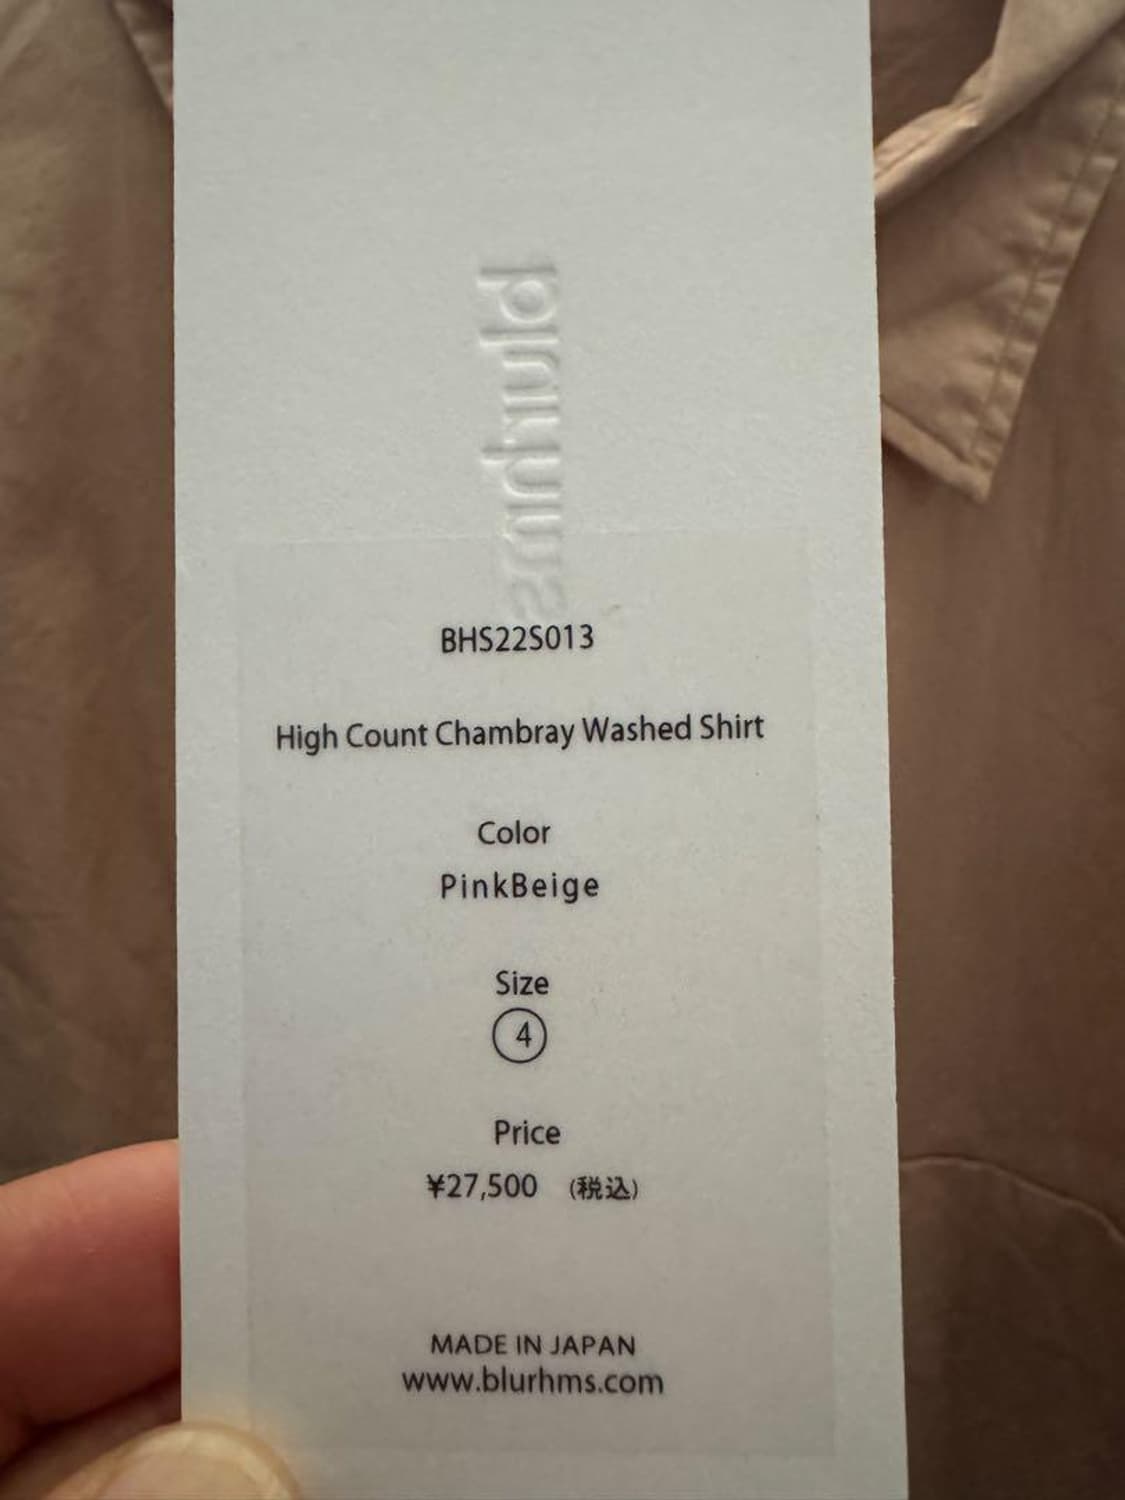 blurhms
BHS22S013
High Count Chambray Washed Shirt
Color
PinkBeige
Size
④
Price
¥27,500 (税込)
MADE IN JAPAN
www.blurhms.com